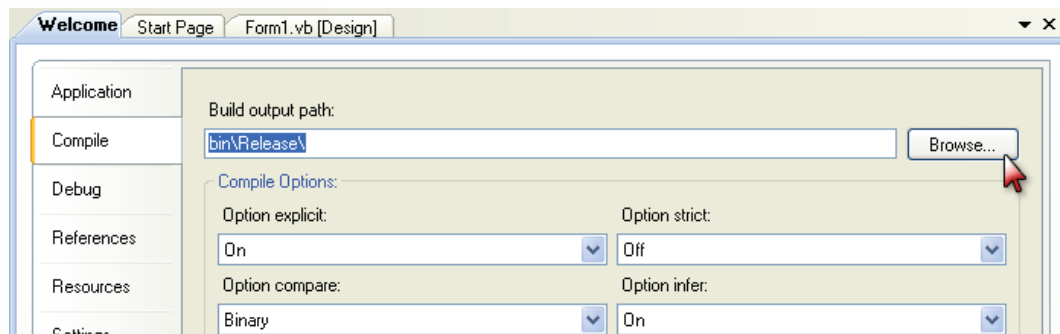 Welcome Start Page Form1.vb [Design]
Application
Build output path:
Compile
bin\Release\
Browse...
Debug
Compile Options:
Option explicit:
Option strict:
References
On
Off
Resources
Option compare:
Option infer:
Settings
Binary
On